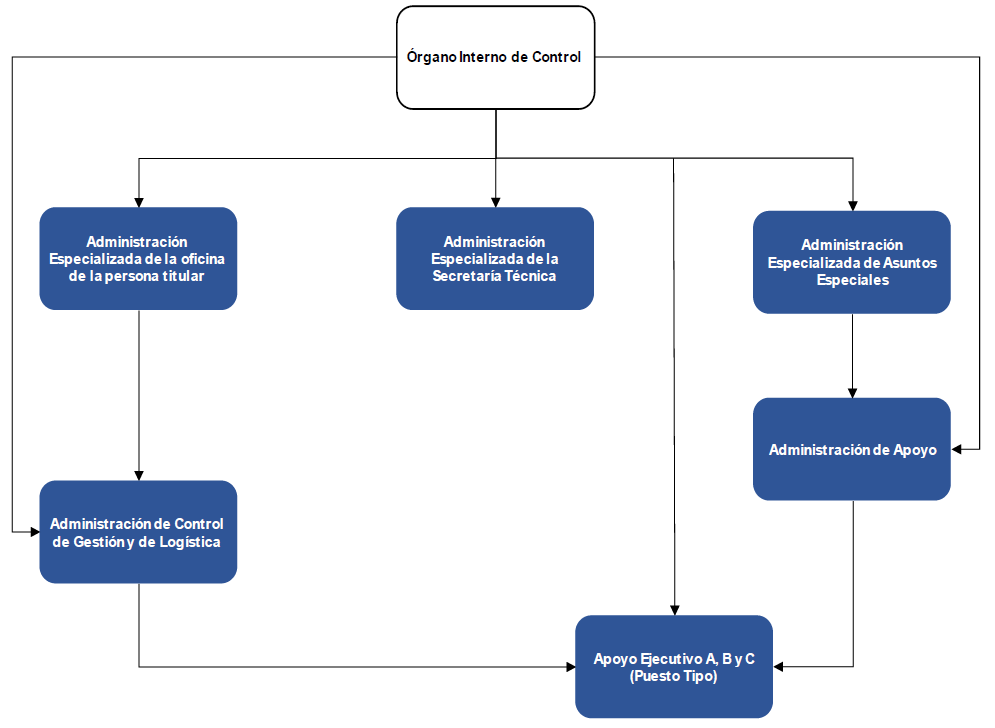 Órgano Interno de Control
Administración
Especializada de la oficina
de la persona titular
Administración
Especializada de la
Secretaría Técnica
Administración
Especializada de Asuntos
Especiales
Administración de Apoyo
Administración de Control
de Gestión y de Logística
Apoyo Ejecutivo A, B y C
(Puesto Tipo)